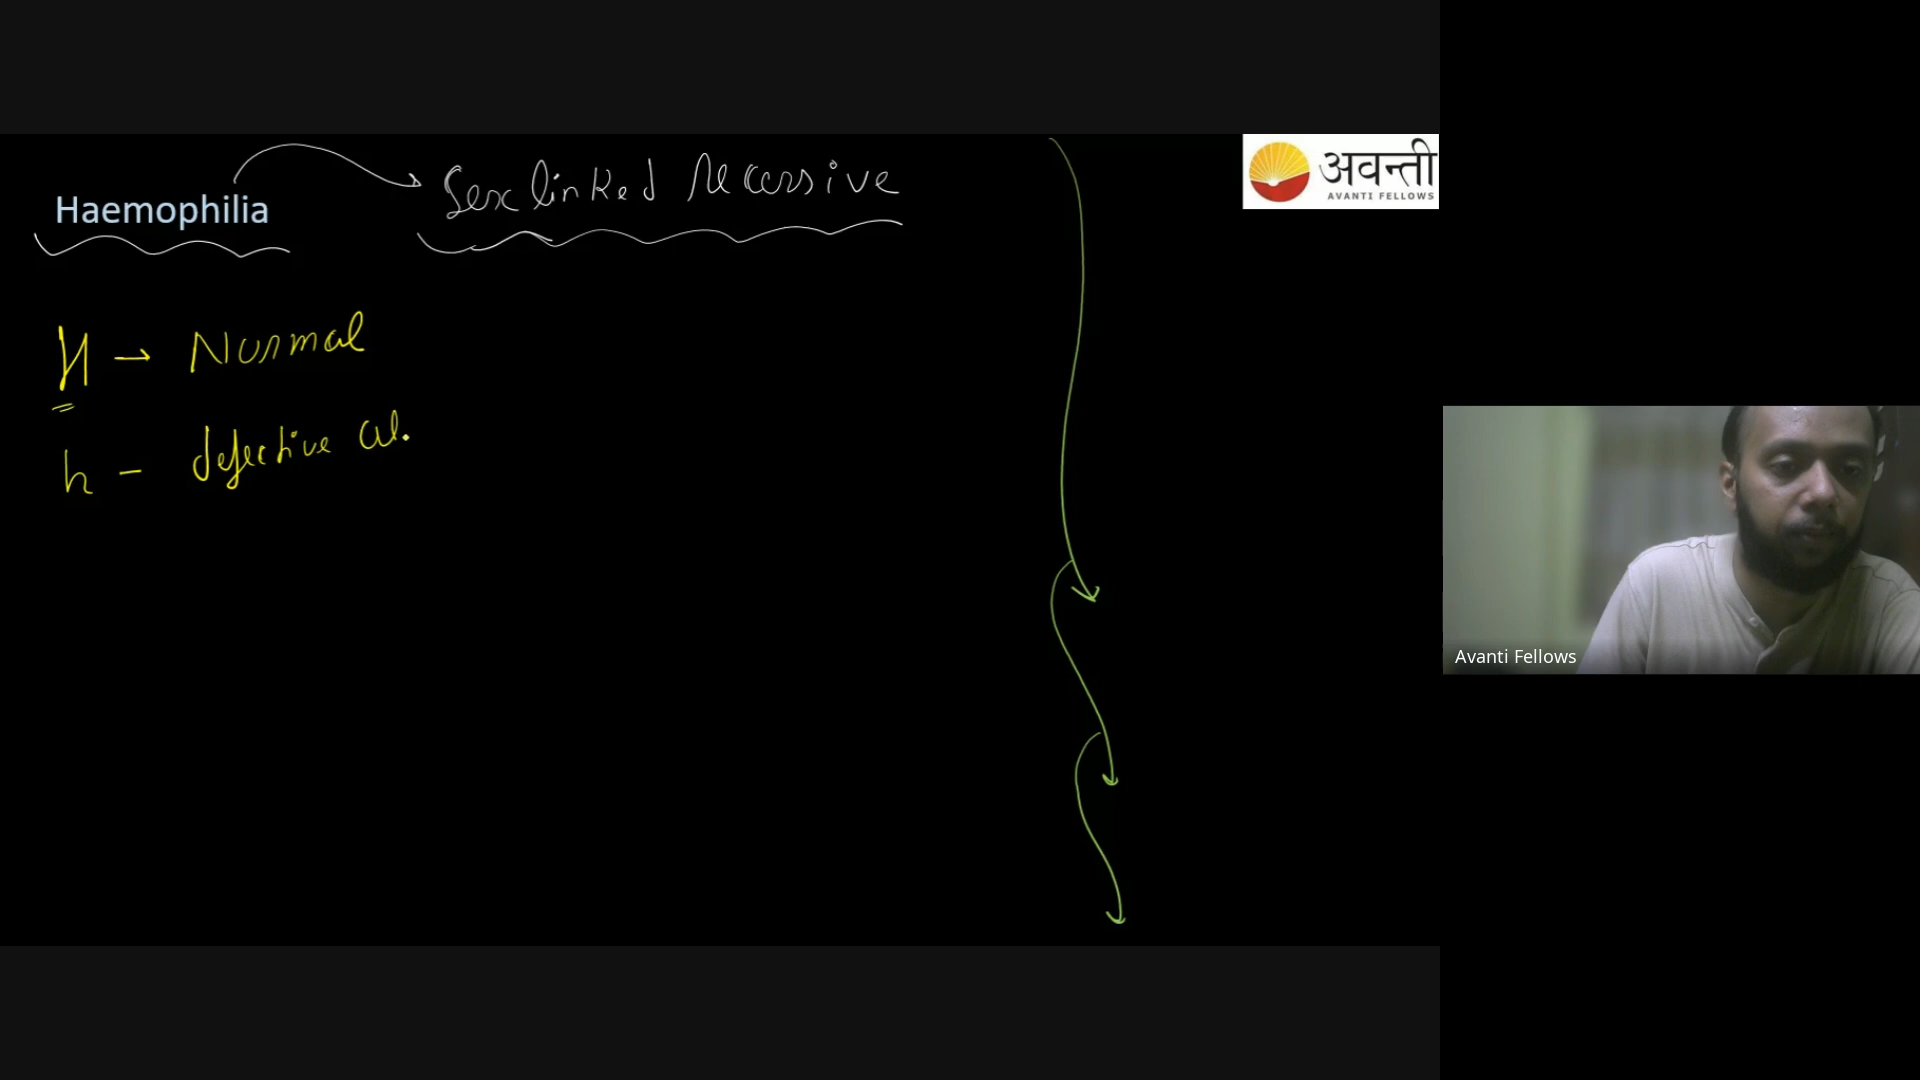 Haemophilia → Sex linked recessive
अवन्ती
AVANTI FELLOWS
H → Normal
h - defective al.
Avanti Fellows